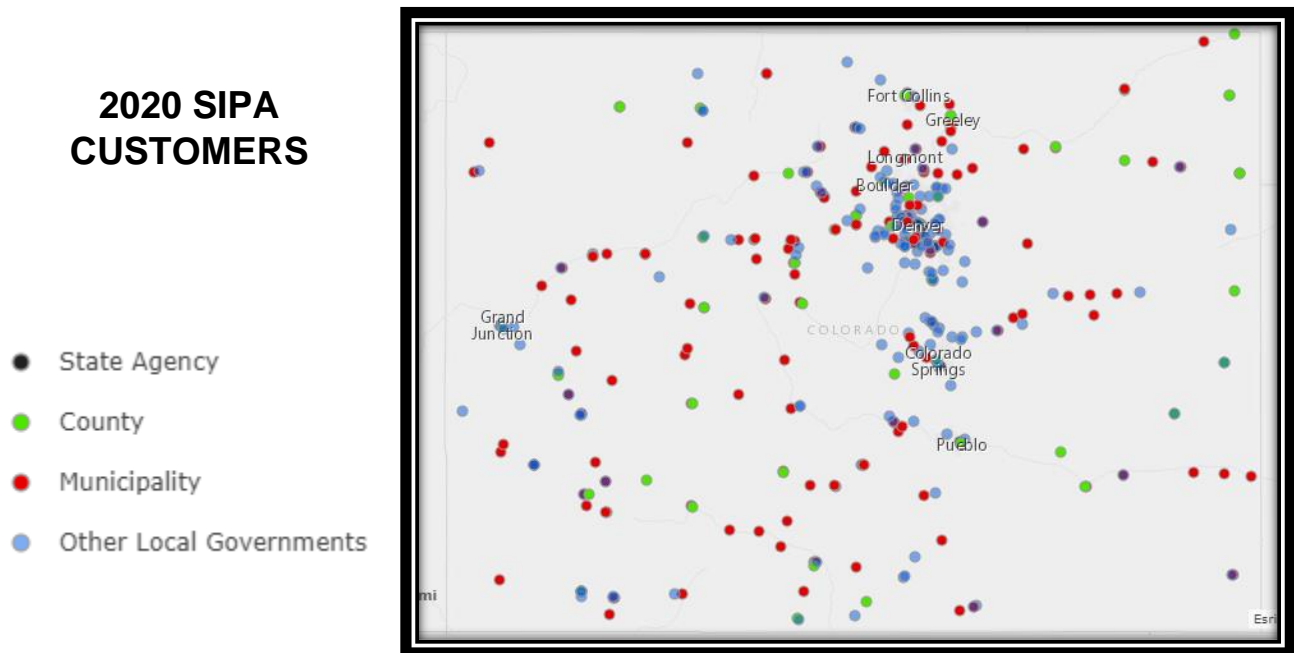 2020 SIPA
CUSTOMERS
State Agency
County
Municipality
Other Local Governments
Fort Collins
Greeley
Longmont
Boulder
Denver
Grand
Junction
COLORADO
Colorado
Springs
Pueblo
mi
Esri